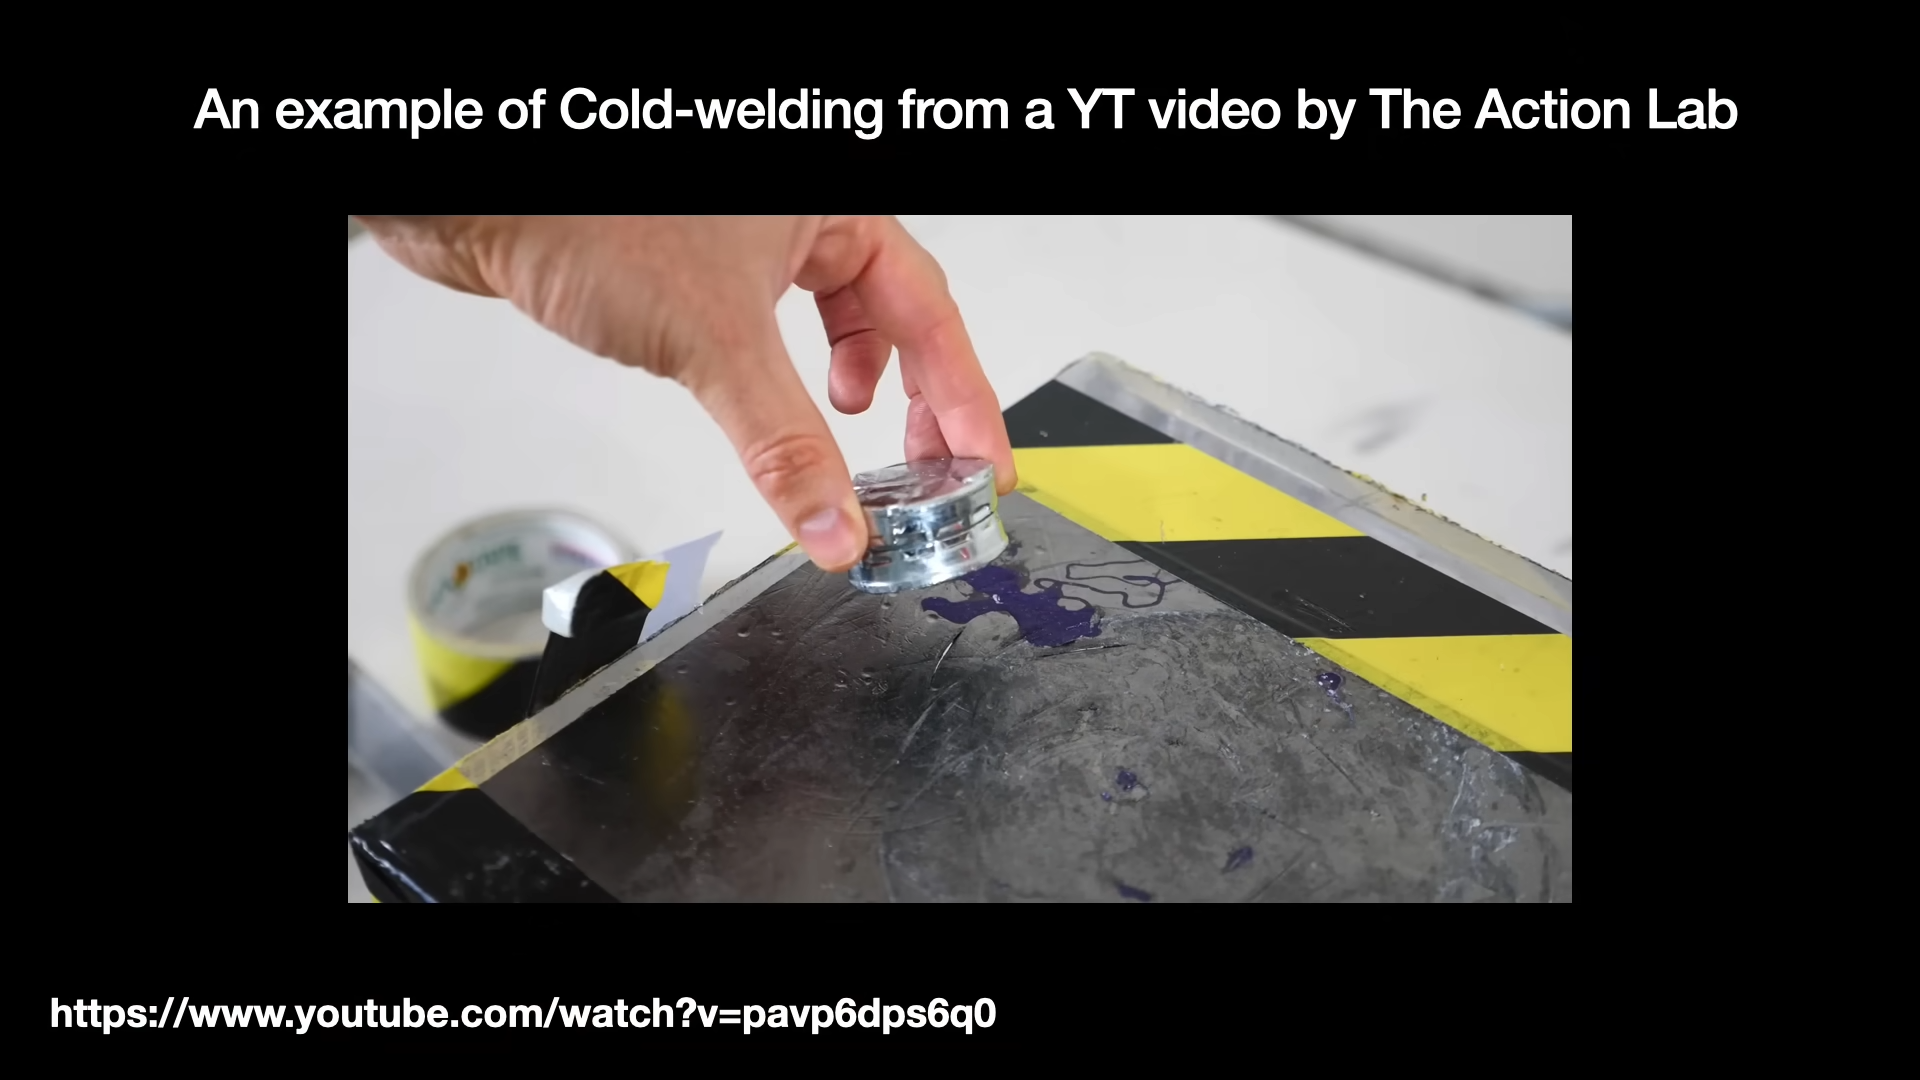 An example of Cold-welding from a YT video by The Action Lab
https://www.youtube.com/watch?v=pavp6dps6q0